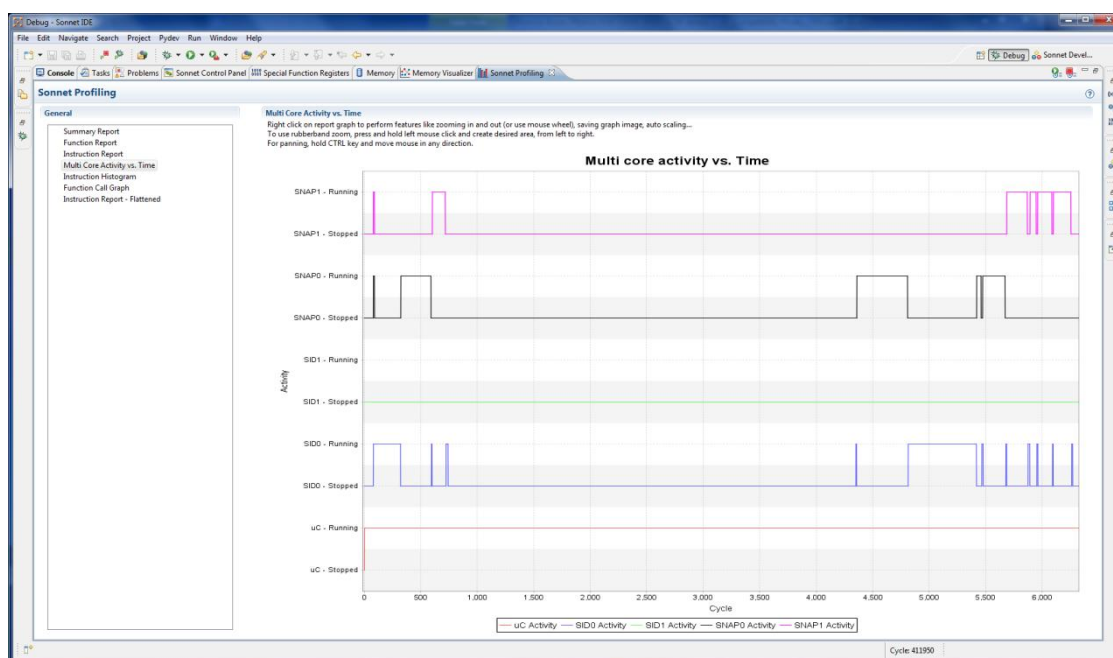 Debug - Sonnet IDE
File Edit Navigate Search Project Pydev Run Window Help
Debug Sonnet Devel...
Console Tasks Problems Sonnet Control Panel Special Function Registers Memory Memory Visualizer Sonnet Profiling
Sonnet Profiling
General
Summary Report
Function Report
Instruction Report
Multi Core Activity vs. Time
Instruction Histogram
Function Call Graph
Instruction Report - Flattened
Multi Core Activity vs. Time
Right click on report graph to perform features like zooming in and out (or use mouse wheel), saving graph image, auto scaling...
To use rubberband zoom, press and hold left mouse click and create desired area, from left to right.
For panning, hold CTRL key and move mouse in any direction.
Multi core activity vs. Time
SNAP1 - Running
SNAP1 - Stopped
SNAP0 - Running
SNAP0 - Stopped
SID1 - Running
Activity
SID1 - Stopped
SID0 - Running
SID0 - Stopped
uC - Running
uC - Stopped
0 500 1.000 1.500 2.000 2.500 3.000 3.500 4.000 4.500 5.000 5.500 6.000
Cycle
uC Activity SID0 Activity SID1 Activity SNAP0 Activity SNAP1 Activity
Cycle: 411950